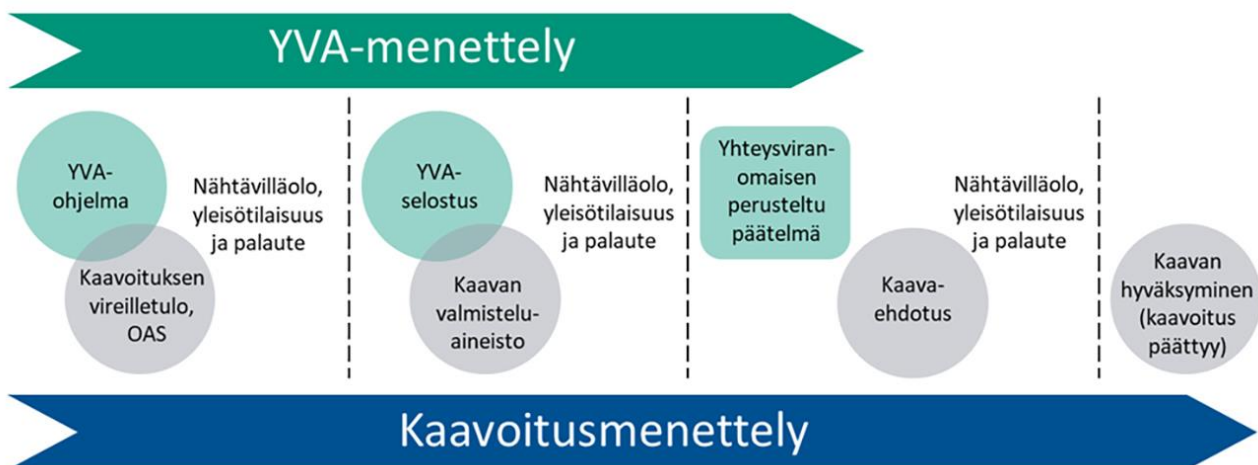 YVA-menettely
YVA-
ohjelma
Kaavoituksen
vireilletulo,
OAS
Nähtävilläolo,
yleisötilaisuus
ja palaute
YVA-
selostus
Kaavan
valmistelu-
aineisto
Nähtävilläolo,
yleisötilaisuus
ja palaute
Yhteysviran-
omaisen
perusteltu
päätelmä
Kaava-
ehdotus
Nähtävilläolo,
yleisötilaisuus
ja palaute
Kaavan
hyväksyminen
(kaavoitus
päättyy)
Kaavoitusmenettely